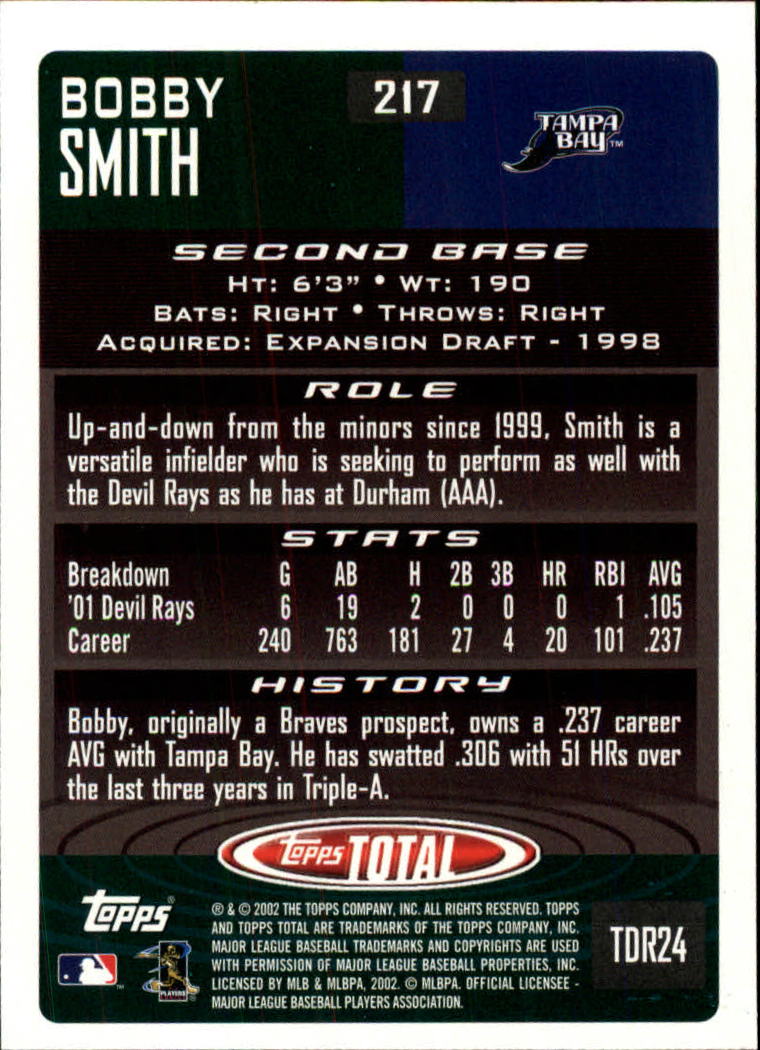 BOBBY
SMITH
217
TAMPA
BAY™
SECOND BASE
HT: 6'3" • WT: 190
BATS: RIGHT • THROWS: RIGHT
ACQUIRED: EXPANSION DRAFT - 1998
ROLE
Up-and-down from the minors since 1999, Smith is a
versatile infielder who is seeking to perform as well with
the Devil Rays as he has at Durham (AAA).
STATS
Breakdown G AB H 2B 3B HR RBI AVG
'01 Devil Rays 6 19 2 0 0 0 1 .105
Career 240 763 181 27 4 20 101 .237
HISTORY
Bobby, originally a Braves prospect, owns a .237 career
AVG with Tampa Bay. He has swatted .306 with 51 HRs over
the last three years in Triple-A.
topps TOTAL
topps®
® & © 2002 THE TOPPS COMPANY, INC. ALL RIGHTS RESERVED. TOPPS
AND TOPPS TOTAL ARE TRADEMARKS OF THE TOPPS COMPANY, INC.
MAJOR LEAGUE BASEBALL TRADEMARKS AND COPYRIGHTS ARE USED
WITH PERMISSION OF MAJOR LEAGUE BASEBALL PROPERTIES, INC.
LICENSED BY MLB & MLBPA, 2002. © MLBPA. OFFICIAL LICENSEE -
MAJOR LEAGUE BASEBALL PLAYERS ASSOCIATION.
TDR24
PLAYERS